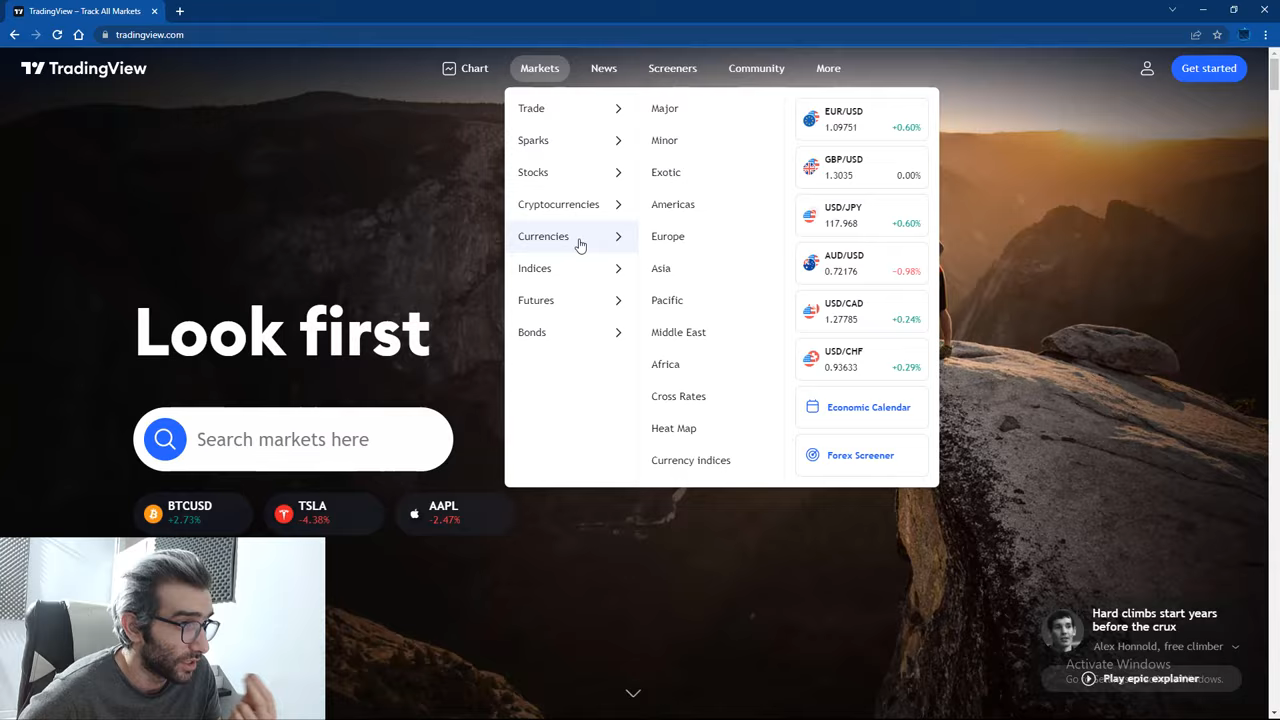 TradingView – Track All Markets
tradingview.com
TradingView
Chart
Markets
News
Screeners
Community
More
Get started
Trade
Sparks
Stocks
Cryptocurrencies
Currencies
Indices
Futures
Bonds
Major
Minor
Exotic
Americas
Europe
Asia
Pacific
Middle East
Africa
Cross Rates
Heat Map
Currency indices
EUR/USD
1.09751 +0.60%
GBP/USD
1.3035 0.00%
USD/JPY
117.968 +0.60%
AUD/USD
0.72176 −0.98%
USD/CAD
1.27785 +0.24%
USD/CHF
0.93633 +0.29%
Economic Calendar
Forex Screener
Look first
Search markets here
BTCUSD
+2.73%
TSLA
-4.38%
AAPL
-2.47%
Hard climbs start years
before the crux
Alex Honnold, free climber
Activate Windows
Play epic explainer